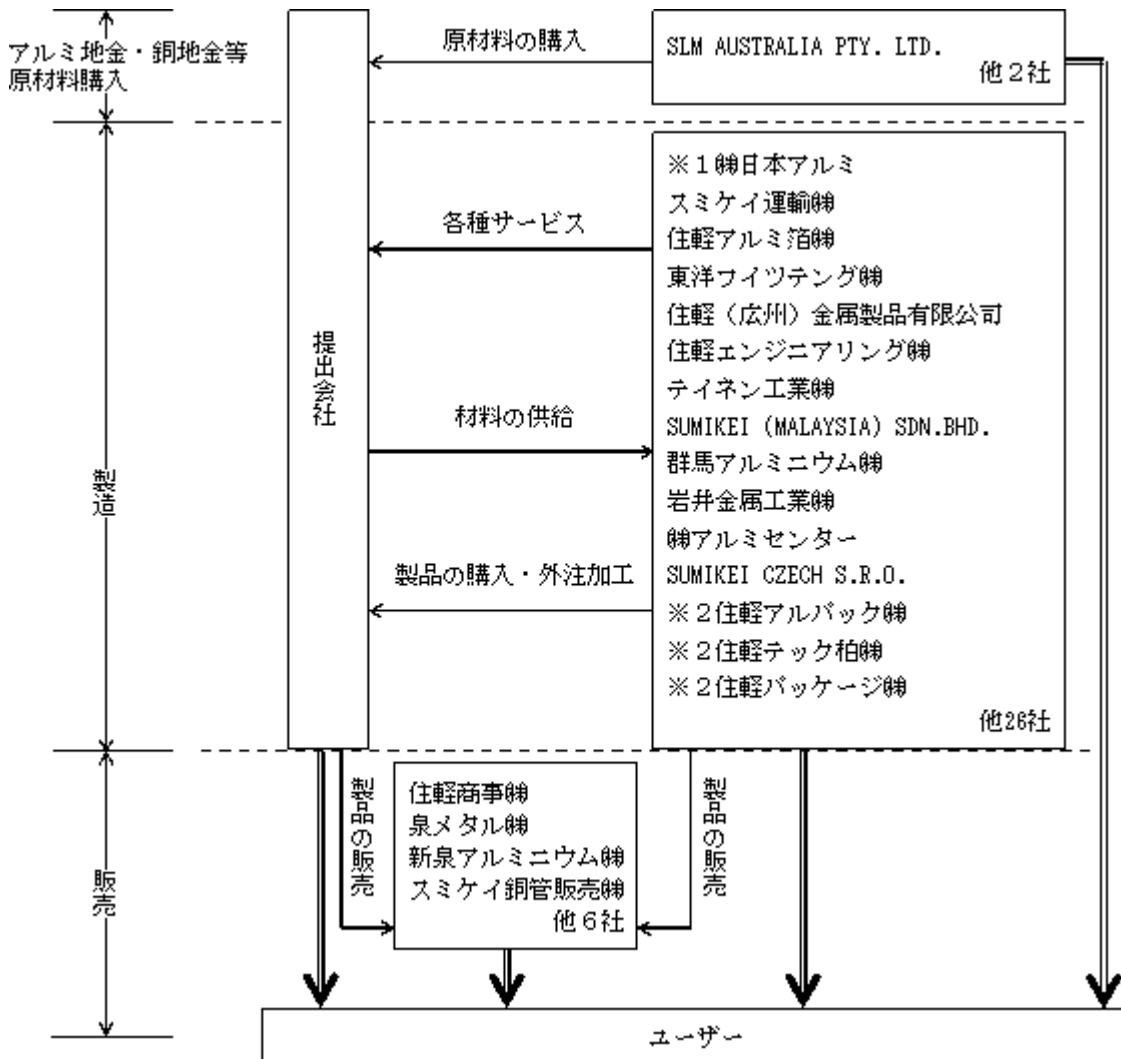 アルミ地金・銅地金等
原材料購入
原材料の購入
SLM AUSTRALIA PTY. LTD.
他２社
製造
提出会社
各種サービス
材料の供給
製品の購入・外注加工
※１㈱日本アルミ
スミケイ運輸㈱
住軽アルミ箔㈱
東洋フイツテング㈱
住軽（広州）金属製品有限公司
住軽エンジニアリング㈱
テイネン工業㈱
SUMIKEI (MALAYSIA) SDN.BHD.
群馬アルミニウム㈱
岩井金属工業㈱
㈱アルミセンター
SUMIKEI CZECH S.R.O.
※２住軽アルパック㈱
※２住軽テック柏㈱
※２住軽パッケージ㈱
他26社
販売
製品の販売
住軽商事㈱
泉メタル㈱
新泉アルミニウム㈱
スミケイ銅管販売㈱
他６社
製品の販売
ユーザー